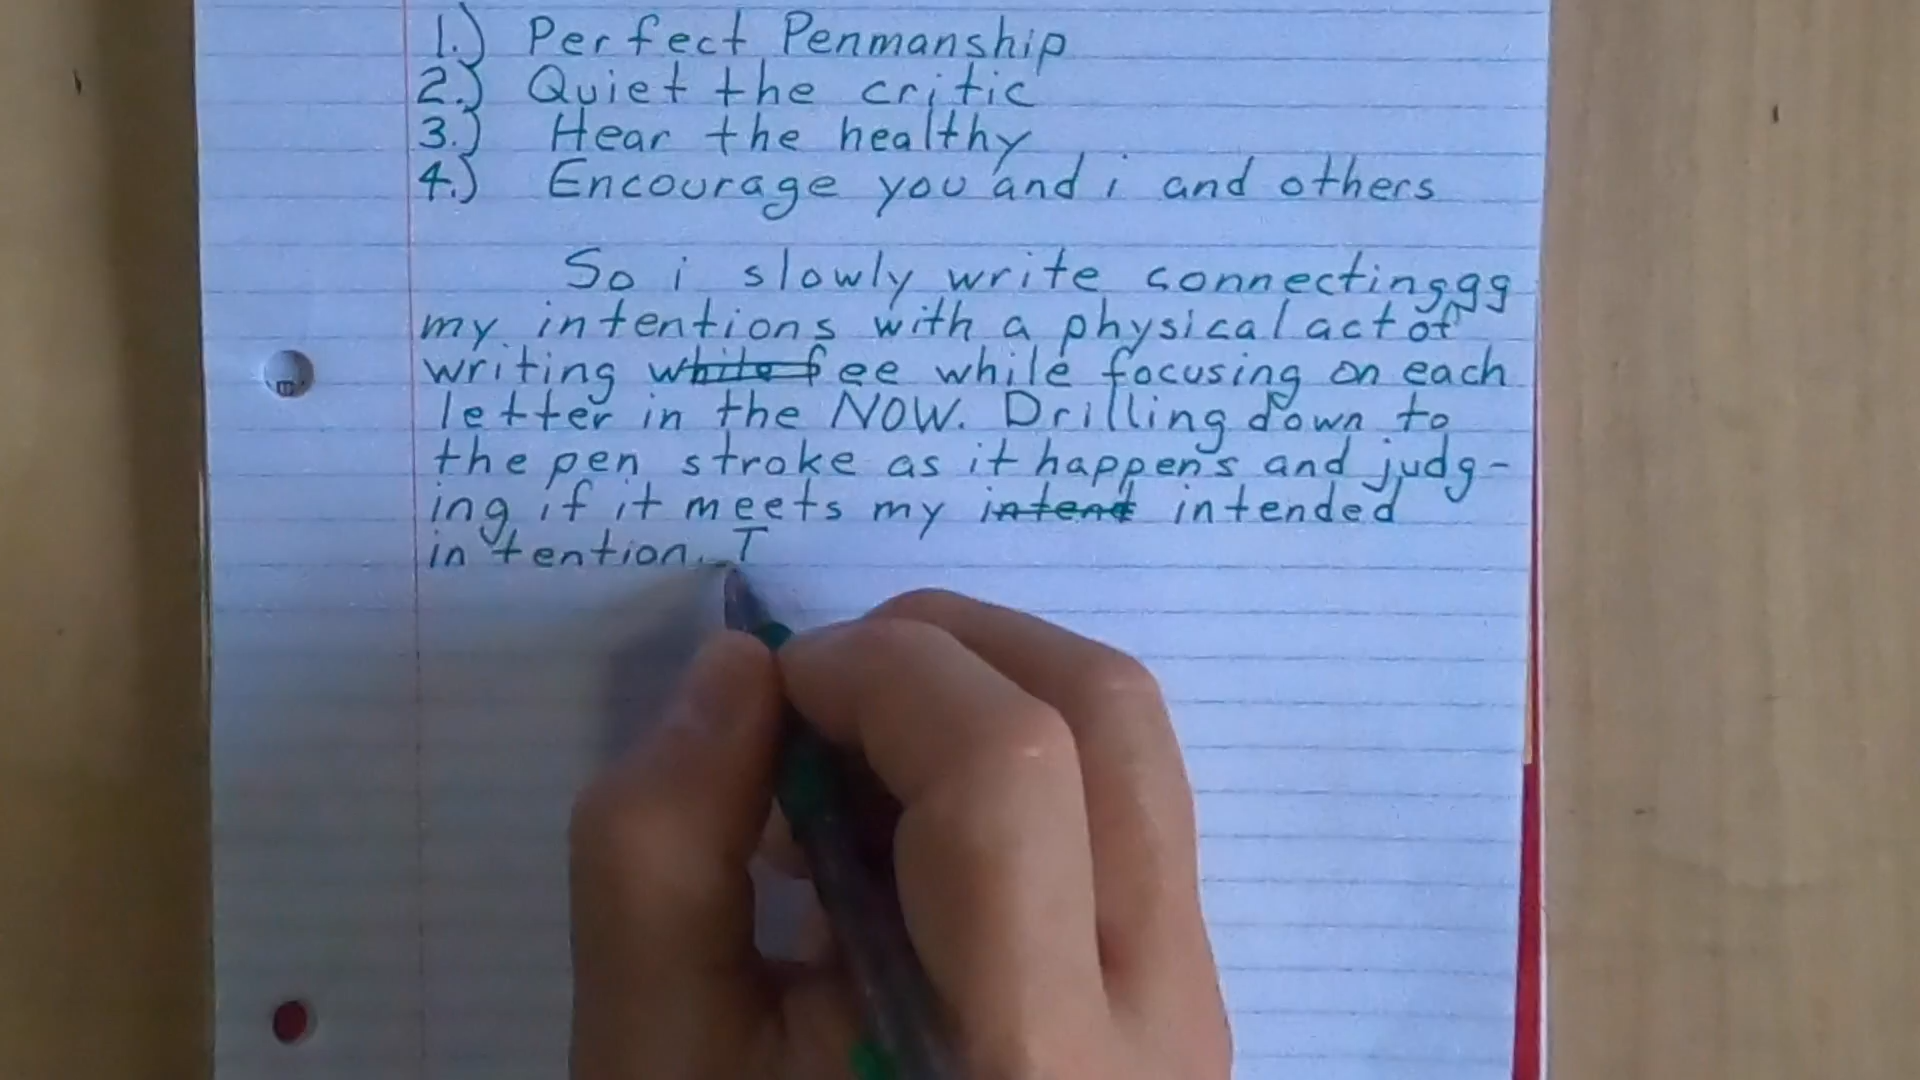 1.) Perfect Penmanship
2.) Quiet the critic
3.) Hear the healthy
4.) Encourage you and i and others
So i slowly write connectinggg
my intentions with a physical act of
writing white fee while focusing on each
letter in the NOW. Drilling down to
the pen stroke as it happens and judg-
ing if it meets my intend intended
intention. I